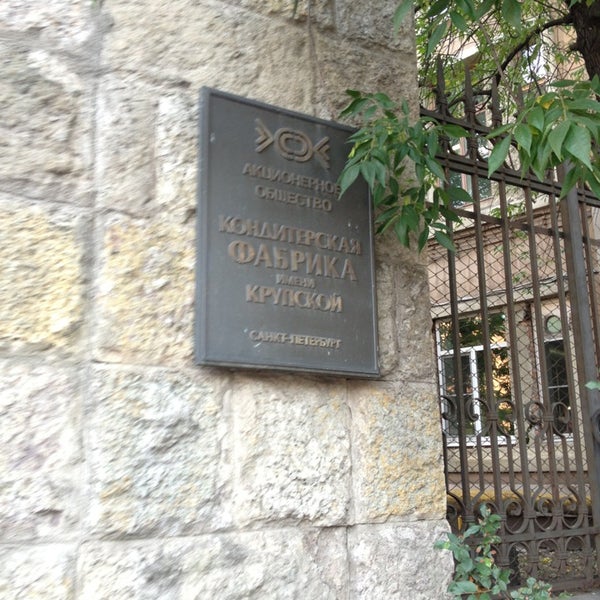 АКЦИОНЕРНОЕ
ОБЩЕСТВО
КОНДИТЕРСКАЯ
ФАБРИКА
ИМЕНИ
КРУПСКОЙ
САНКТ-ПЕТЕРБУРГ